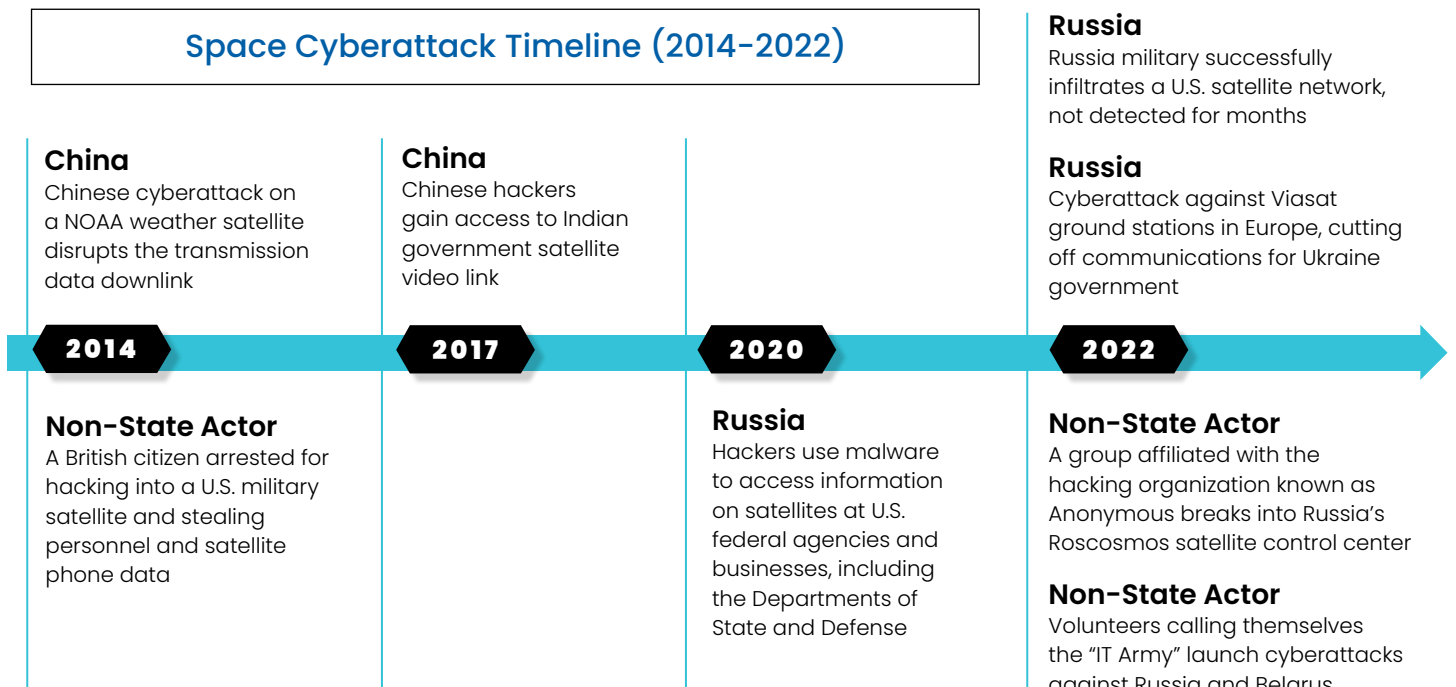 Space Cyberattack Timeline (2014-2022)
China
Chinese cyberattack on
a NOAA weather satellite
disrupts the transmission
data downlink
2014
Non-State Actor
A British citizen arrested for
hacking into a U.S. military
satellite and stealing
personnel and satellite
phone data
China
Chinese hackers
gain access to Indian
government satellite
video link
2017
2020
Russia
Hackers use malware
to access information
on satellites at U.S.
federal agencies and
businesses, including
the Departments of
State and Defense
Russia
Russia military successfully
infiltrates a U.S. satellite network,
not detected for months
Russia
Cyberattack against Viasat
ground stations in Europe, cutting
off communications for Ukraine
government
2022
Non-State Actor
A group affiliated with the
hacking organization known as
Anonymous breaks into Russia's
Roscosmos satellite control center
Non-State Actor
Volunteers calling themselves
the “IT Army” launch cyberattacks
against Russia and Belarus